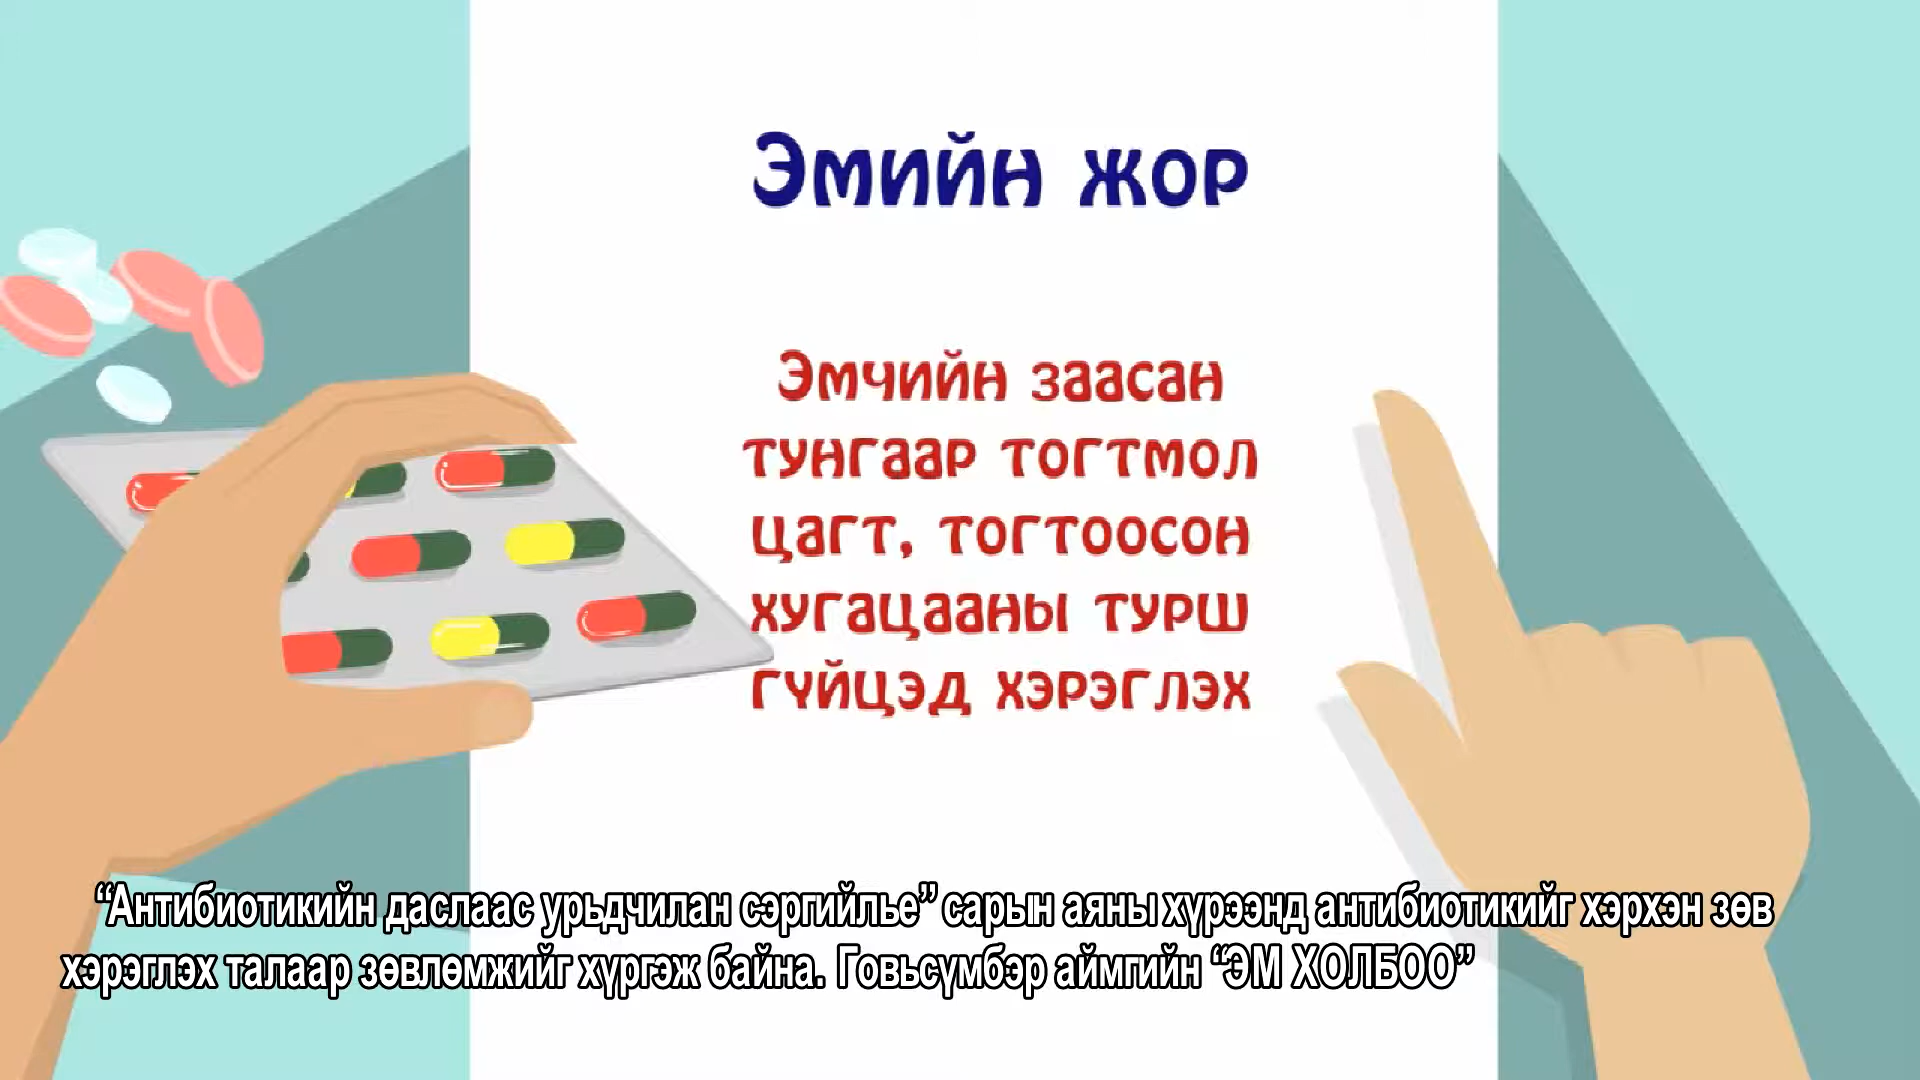 Эмийн жор
Эмчийн заасан
тунгаар тогтмол
цагт, тогтоосон
хугацааны турш
гүйцэд хэрэглэх
“Антибиотикийн даслаас урьдчилан сэргийлье” сарын аяны хүрээнд антибиотикийг хэрхэн зөв
хэрэглэх талаар зөвлөмжийг хүргэж байна. Говьсүмбэр аймгийн “ЭМ ХОЛБОО”